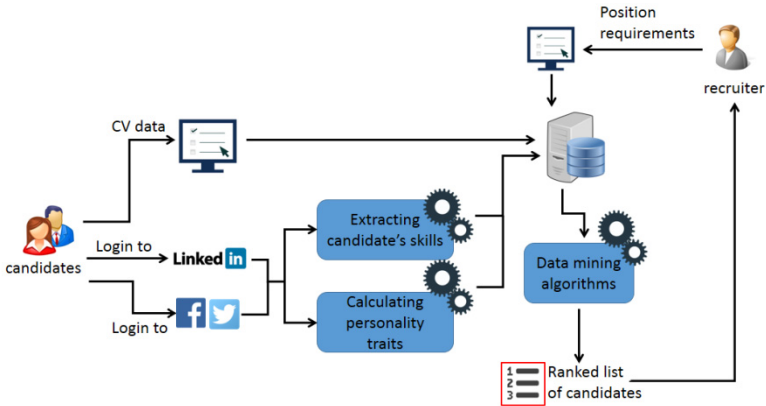 Position
requirements
recruiter
CV data
candidates
Login to
Linked in
Login to
f
Extracting
candidate's skills
Calculating
personality
traits
Data mining
algorithms
1
2
3
Ranked list
of candidates